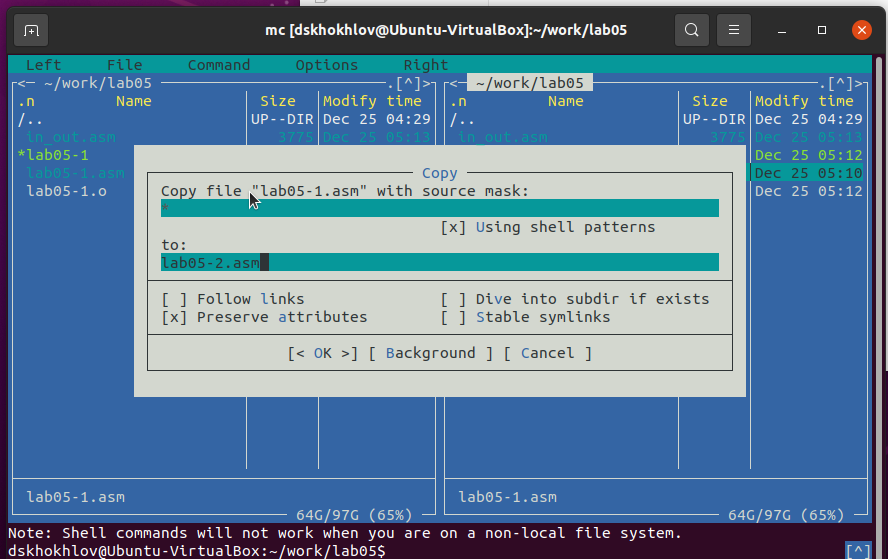 mc [dskhokhlov@Ubuntu-VirtualBox]:~/work/lab05
Left File Command Options Right
<─ ~/work/lab05 ─.[^]>
<─ ~/work/lab05 ─.[^]>
.n Name Size Modify time .n Name Size Modify time
/.. UP--DIR Dec 25 04:29 /.. UP--DIR Dec 25 04:29
in_out.asm 3775 Dec 25 05:13 in_out.asm 3775 Dec 25 05:13
*lab05-1 Dec 25 05:12
lab05-1.asm Dec 25 05:10
lab05-1.o Dec 25 05:12
Copy
Copy file "lab05-1.asm" with source mask:
*
[x] Using shell patterns
to:
lab05-2.asm
[ ] Follow links [ ] Dive into subdir if exists
[x] Preserve attributes [ ] Stable symlinks
[< OK >] [ Background ] [ Cancel ]
lab05-1.asm lab05-1.asm
64G/97G (65%) 64G/97G (65%)
Note: Shell commands will not work when you are on a non-local file system.
dskhokhlov@Ubuntu-VirtualBox:~/work/lab05$ [^]